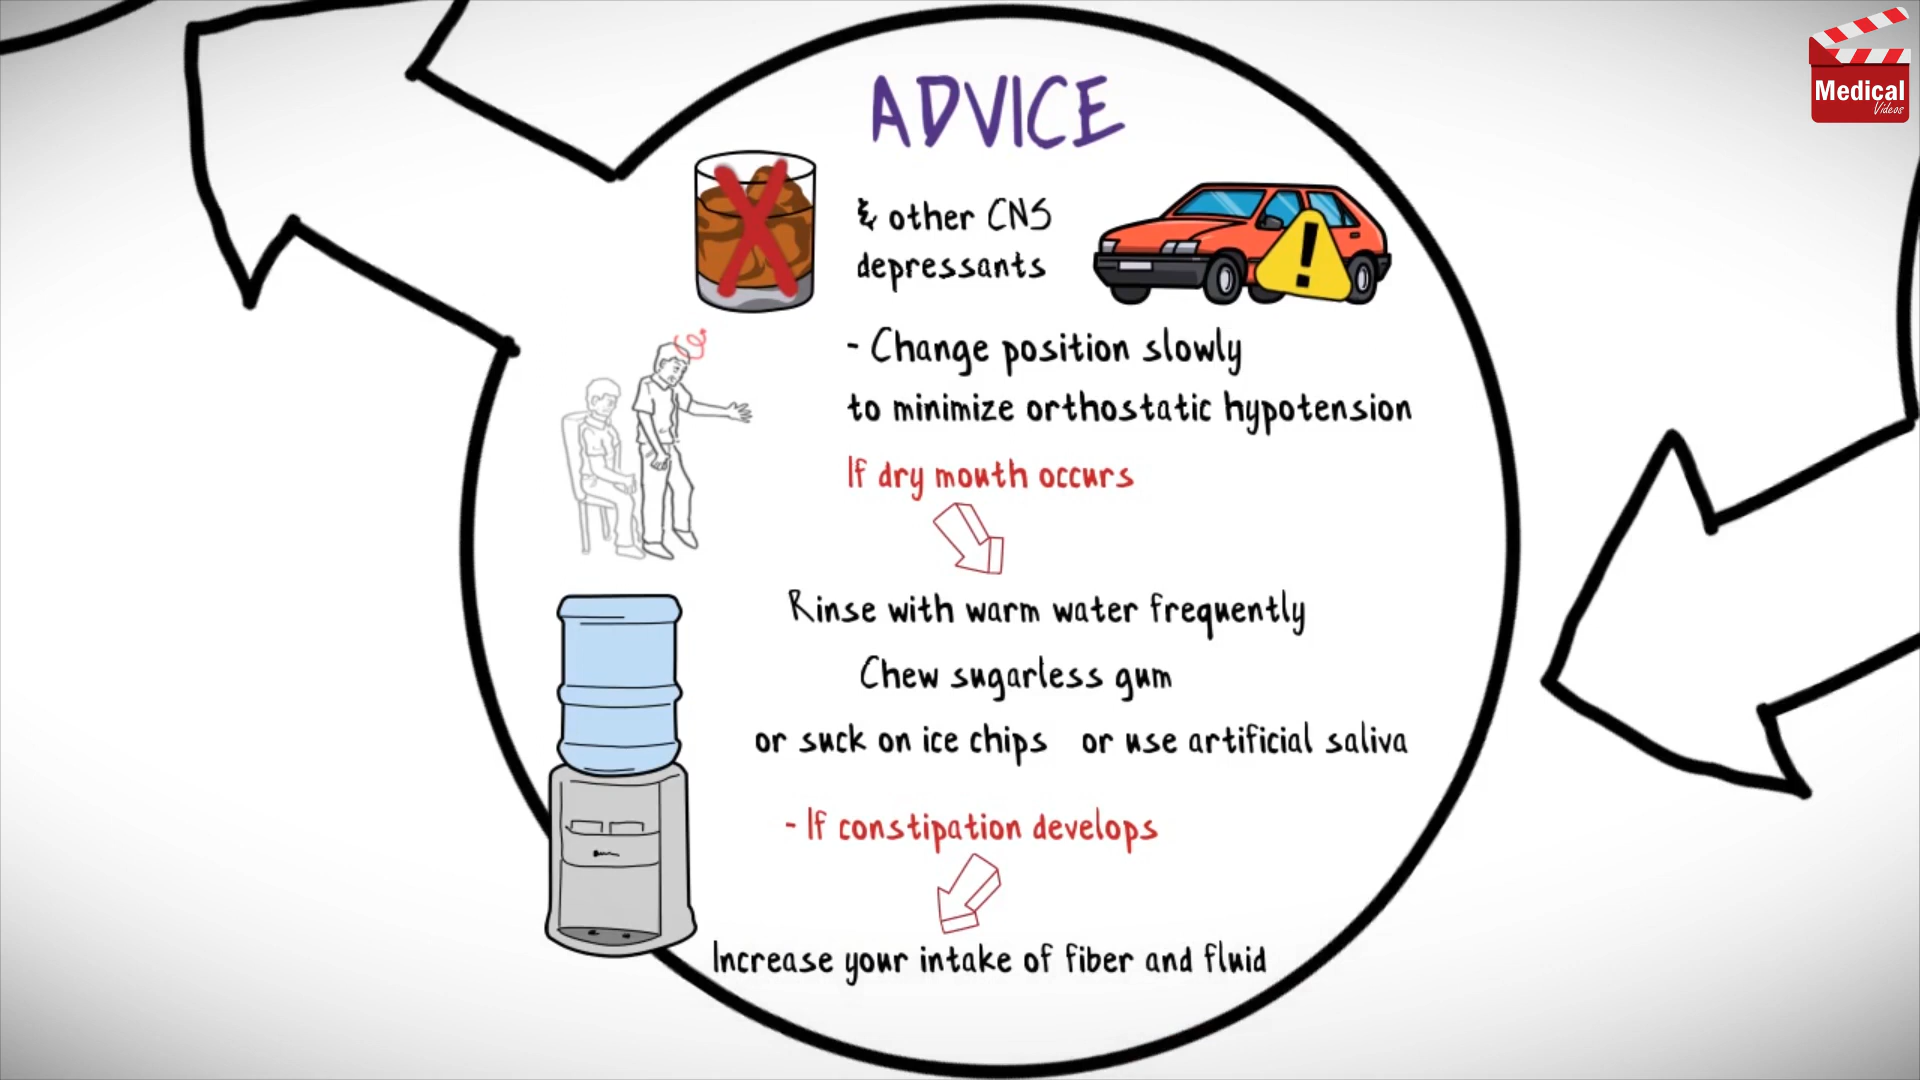 Medical
Videos
ADVICE
& other CNS
depressants
!
- Change position slowly
to minimize orthostatic hypotension
If dry mouth occurs
Rinse with warm water frequently
Chew sugarless gum
or suck on ice chips or use artificial saliva
- If constipation develops
Increase your intake of fiber and fluid